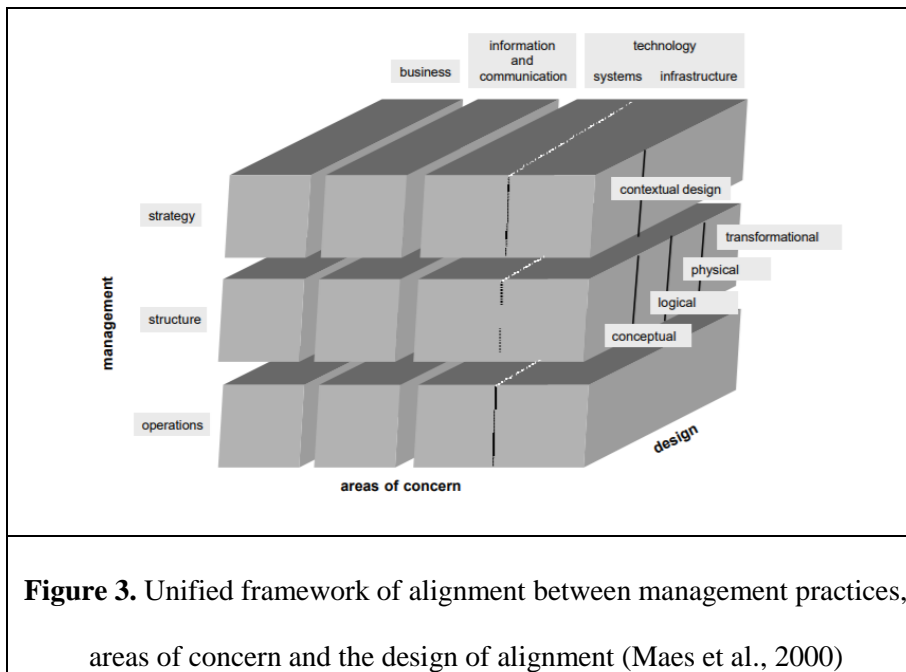 information
and
communication
technology
business
systems infrastructure
contextual design
strategy
transformational
physical
management
structure
logical
conceptual
operations
design
areas of concern
Figure 3. Unified framework of alignment between management practices,
areas of concern and the design of alignment (Maes et al., 2000)